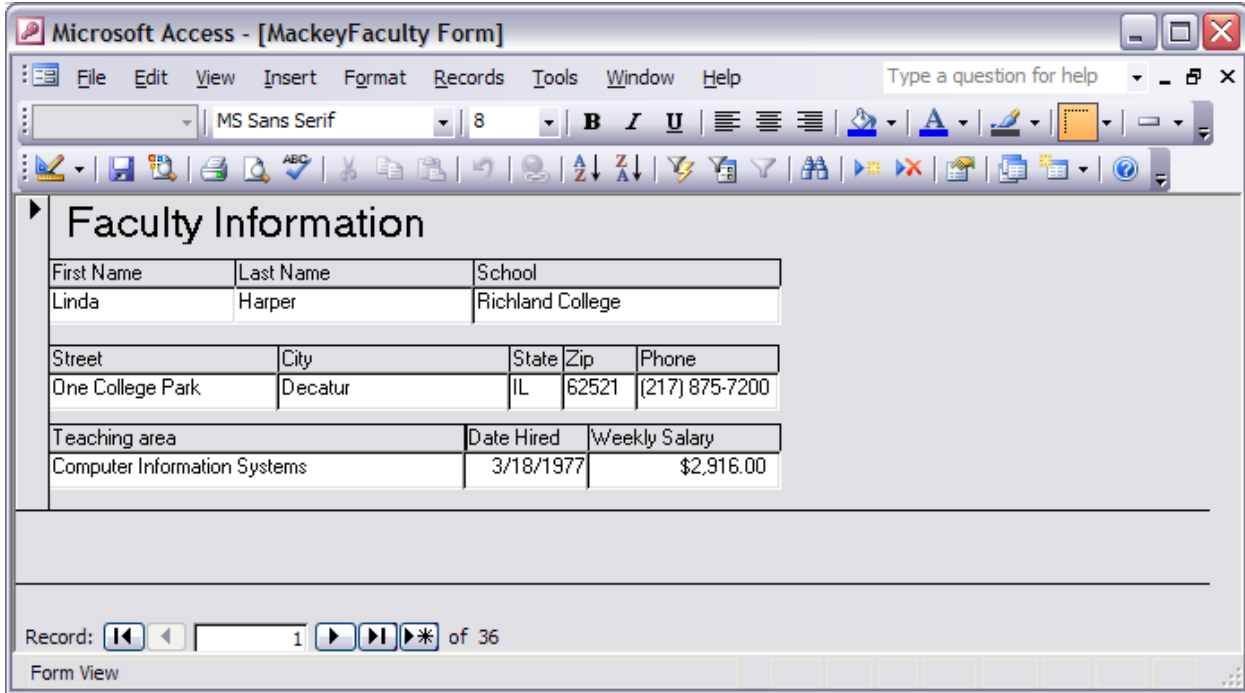 Microsoft Access - [MackeyFaculty Form]
File Edit View Insert Format Records Tools Window Help Type a question for help
MS Sans Serif 8 B I U A
ABC A Z Z A
Faculty Information
First Name Last Name School
Linda Harper Richland College
Street City State Zip Phone
One College Park Decatur IL 62521 (217) 875-7200
Teaching area Date Hired Weekly Salary
Computer Information Systems 3/18/1977 $2,916.00
Record: 1 of 36
Form View